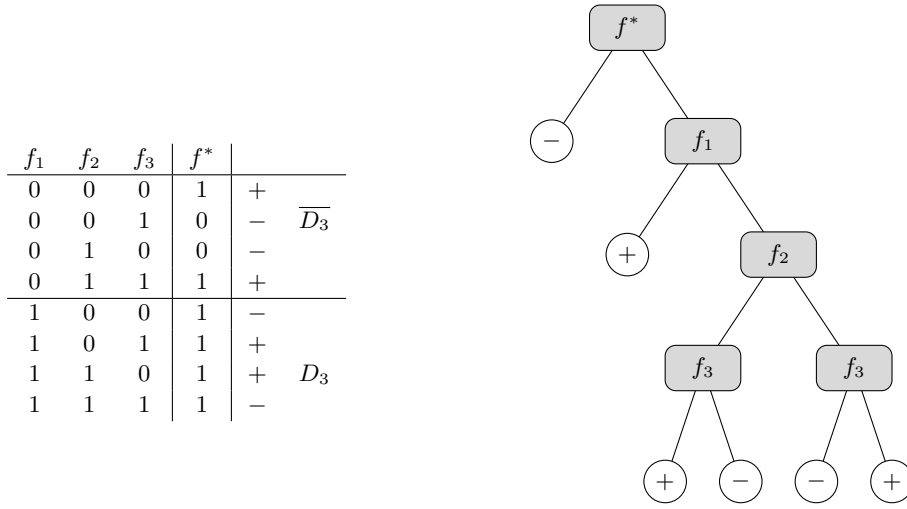 f₁ f₂ f₃ f*
0 0 0 1 +
0 0 1 0 − D̅₃
0 1 0 0 −
0 1 1 1 +
1 0 0 1 −
1 0 1 1 +
1 1 0 1 + D₃
1 1 1 1 −
f*
−
f₁
+
f₂
f₃ f₃
+ − − +